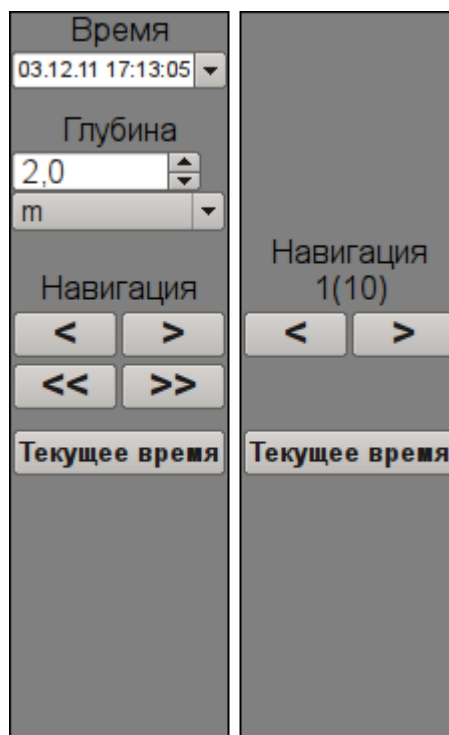 Время
03.12.11 17:13:05
Глубина
2,0
m
Навигация
< >
<< >>
Текущее время
Навигация
1(10)
< >
Текущее время